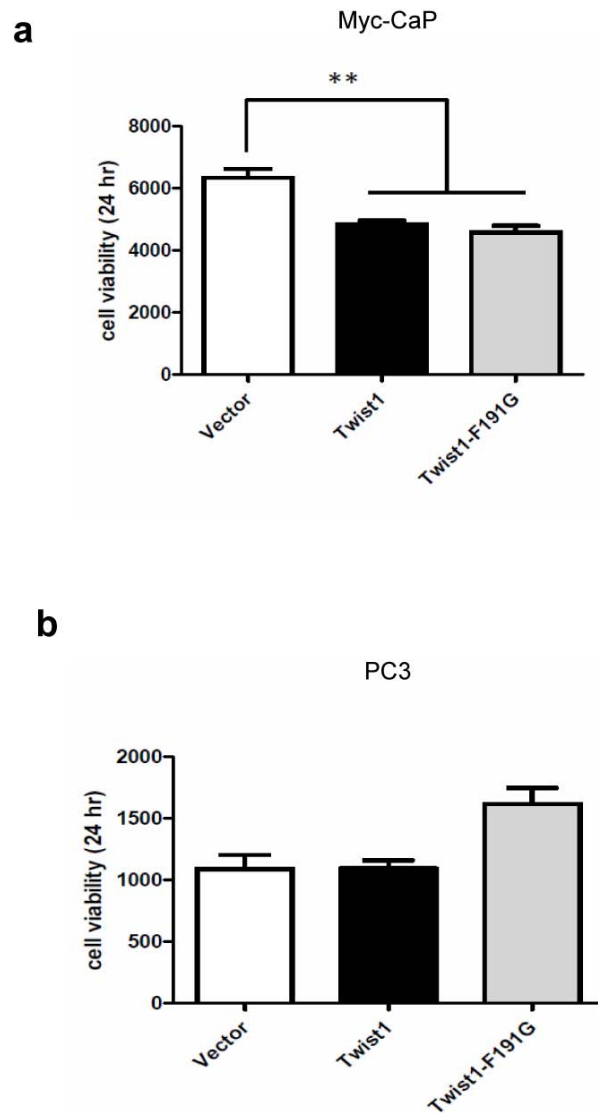 a
Myc-CaP
**
8000
6000
4000
2000
0
cell viability (24 hr)
Vector
Twist1
Twist1-F191G
b
PC3
2000
1500
1000
500
0
cell viability (24 hr)
Vector
Twist1
Twist1-F191G